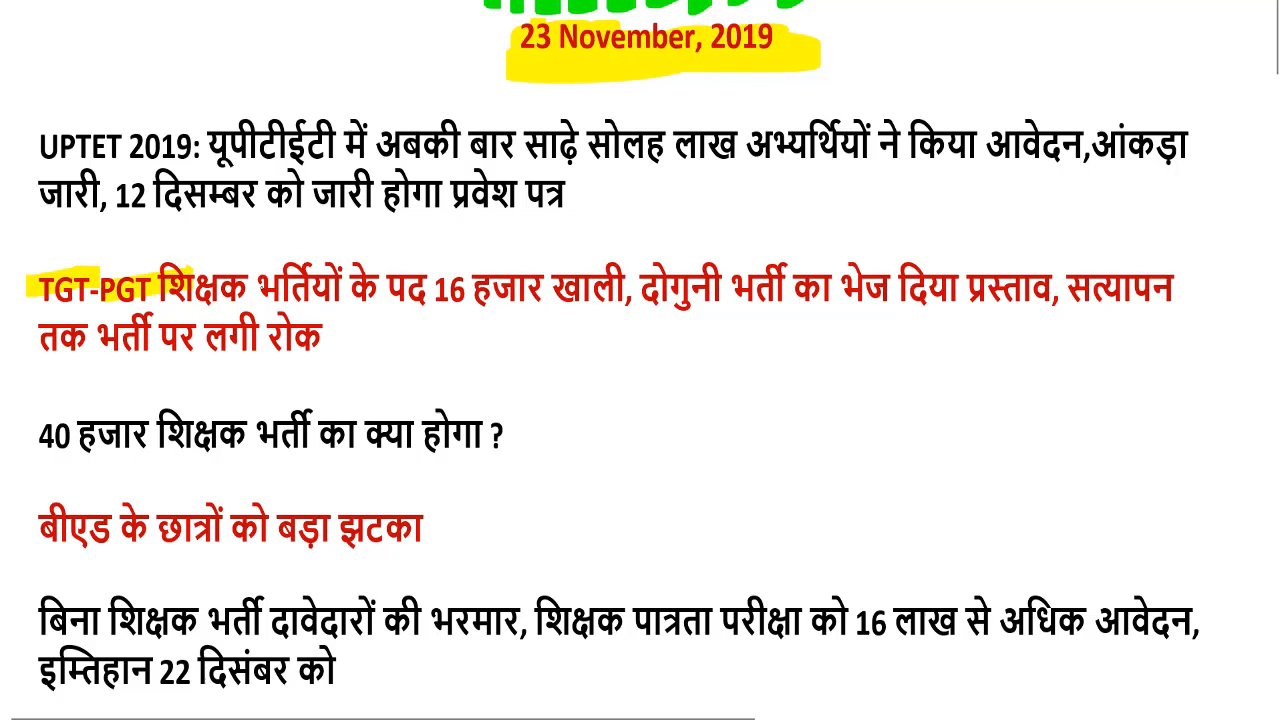 23 November, 2019
UPTET 2019: यूपीटीईटी में अबकी बार साढ़े सोलह लाख अभ्यर्थियों ने किया आवेदन,आंकड़ा
जारी, 12 दिसम्बर को जारी होगा प्रवेश पत्र
TGT-PGT शिक्षक भर्तियों के पद 16 हजार खाली, दोगुनी भर्ती का भेज दिया प्रस्ताव, सत्यापन
तक भर्ती पर लगी रोक
40 हजार शिक्षक भर्ती का क्या होगा ?
बीएड के छात्रों को बड़ा झटका
बिना शिक्षक भर्ती दावेदारों की भरमार, शिक्षक पात्रता परीक्षा को 16 लाख से अधिक आवेदन,
इम्तिहान 22 दिसंबर को